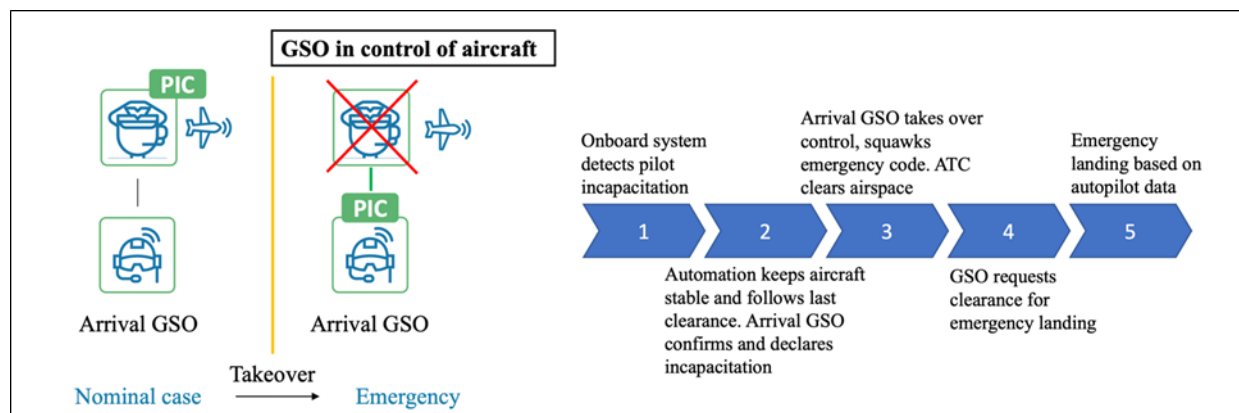 GSO in control of aircraft
PIC
PIC
Arrival GSO
Arrival GSO
Takeover
Nominal case
Emergency
Onboard system
detects pilot
incapacitation
1
Automation keeps aircraft
stable and follows last
clearance. Arrival GSO
confirms and declares
incapacitation
2
Arrival GSO takes over
control, squawks
emergency code. ATC
clears airspace
3
GSO requests
clearance for
emergency landing
4
Emergency
landing based on
autopilot data
5